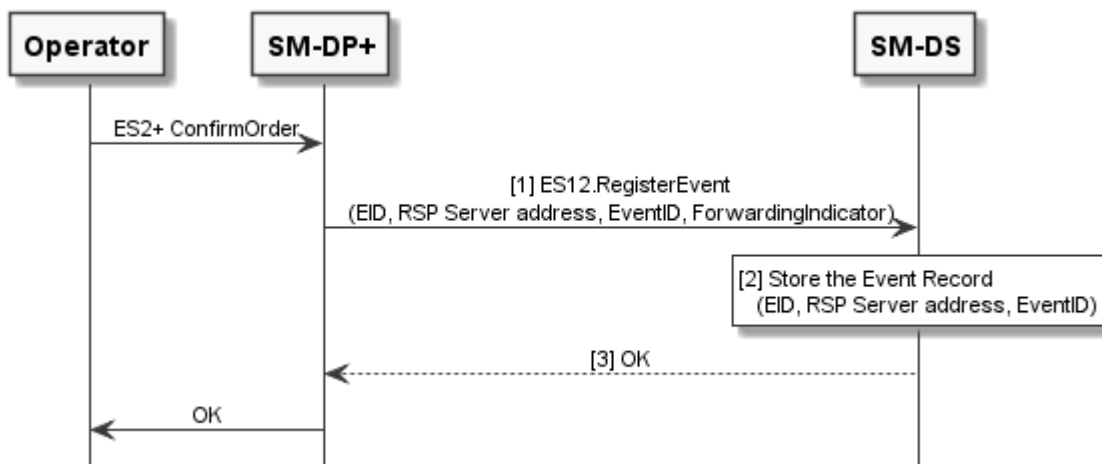 Operator
SM-DP+
SM-DS
ES2+ ConfirmOrder
[1] ES12.RegisterEvent
(EID, RSP Server address, EventID, ForwardingIndicator)
[2] Store the Event Record
(EID, RSP Server address, EventID)
[3] OK
OK